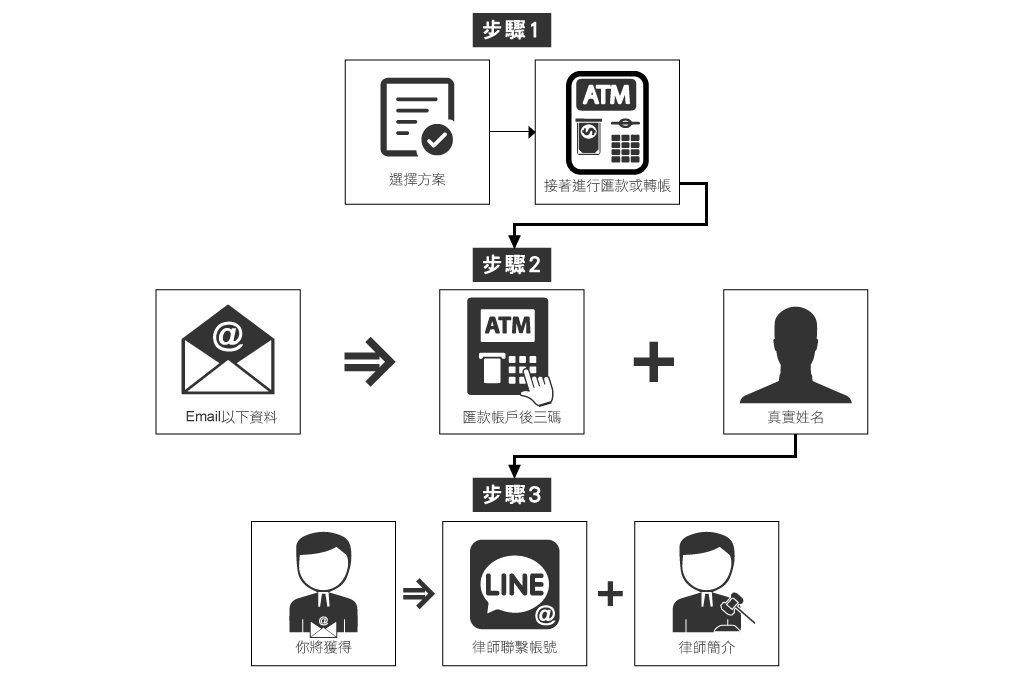 步驟1
ATM
選擇方案
接著進行匯款或轉帳
步驟2
@
ATM
Email以下資料
匯款帳戶後三碼
真實姓名
步驟3
LINE
@
@
你將獲得
律師聯繫帳號
律師簡介